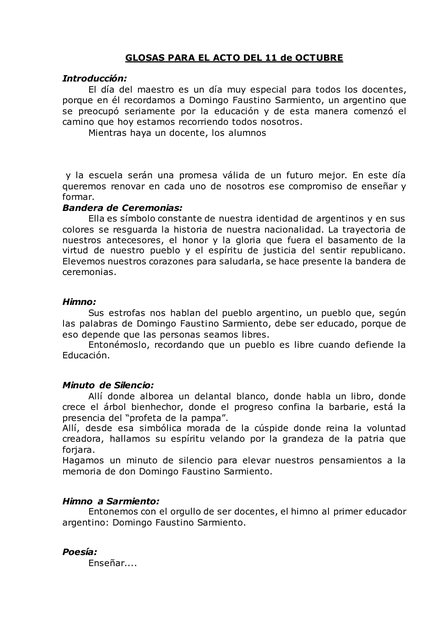 GLOSAS PARA EL ACTO DEL 11 de OCTUBRE
Introducción:
El día del maestro es un día muy especial para todos los docentes,
porque en él recordamos a Domingo Faustino Sarmiento, un argentino que
se preocupó seriamente por la educación y de esta manera comenzó el
camino que hoy estamos recorriendo todos nosotros.
Mientras haya un docente, los alumnos
y la escuela serán una promesa válida de un futuro mejor. En este día
queremos renovar en cada uno de nosotros ese compromiso de enseñar y
formar.
Bandera de Ceremonias:
Ella es símbolo constante de nuestra identidad de argentinos y en sus
colores se resguarda la historia de nuestra nacionalidad. La trayectoria de
nuestros antecesores, el honor y la gloria que fuera el basamento de la
virtud de nuestro pueblo y el espíritu de justicia del sentir republicano.
Elevemos nuestros corazones para saludarla, se hace presente la bandera de
ceremonias.
Himno:
Sus estrofas nos hablan del pueblo argentino, un pueblo que, según
las palabras de Domingo Faustino Sarmiento, debe ser educado, porque de
eso depende que las personas seamos libres.
Entonémoslo, recordando que un pueblo es libre cuando defiende la
Educación.
Minuto de Silencio:
Allí donde alborea un delantal blanco, donde habla un libro, donde
crece el árbol bienhechor, donde el progreso confina la barbarie, está la
presencia del “profeta de la pampa”.
Allí, desde esa simbólica morada de la cúspide donde reina la voluntad
creadora, hallamos su espíritu velando por la grandeza de la patria que
forjara.
Hagamos un minuto de silencio para elevar nuestros pensamientos a la
memoria de don Domingo Faustino Sarmiento.
Himno a Sarmiento:
Entonemos con el orgullo de ser docentes, el himno al primer educador
argentino: Domingo Faustino Sarmiento.
Poesía:
Enseñar....